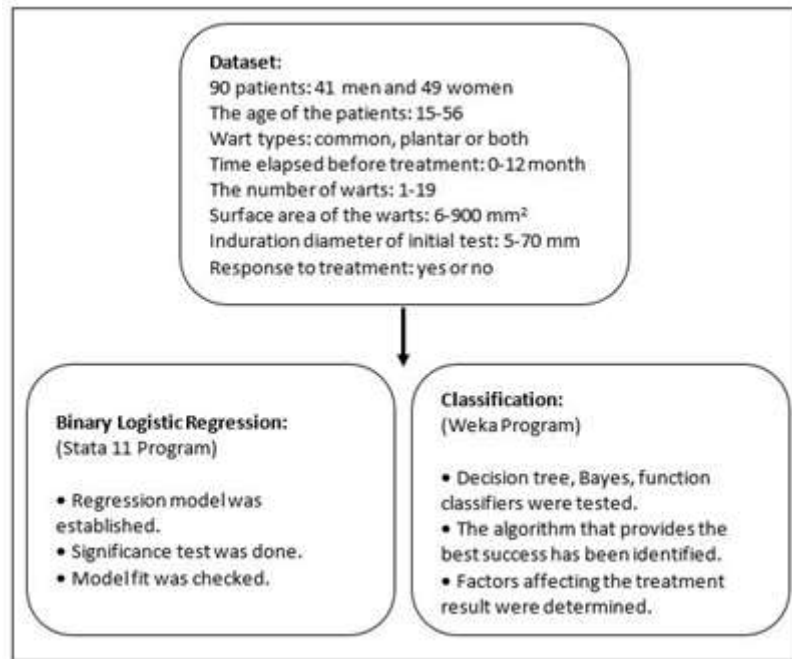 Dataset:
90 patients: 41 men and 49 women
The age of the patients: 15-56
Wart types: common, plantar or both
Time elapsed before treatment: 0-12 month
The number of warts: 1-19
Surface area of the warts: 6-900 mm²
Induration diameter of initial test: 5-70 mm
Response to treatment: yes or no
Binary Logistic Regression:
(Stata 11 Program)
• Regression model was
established.
• Significance test was done.
• Model fit was checked.
Classification:
(Weka Program)
• Decision tree, Bayes, function
classifiers were tested.
• The algorithm that provides the
best success has been identified.
• Factors affecting the treatment
result were determined.